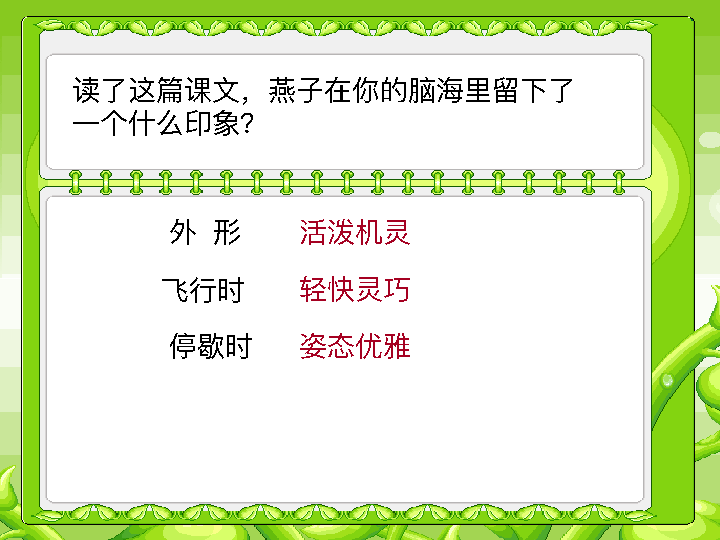 读了这篇课文，燕子在你的脑海里留下了
一个什么印象？
外 形 活泼机灵
飞行时 轻快灵巧
停歇时 姿态优雅